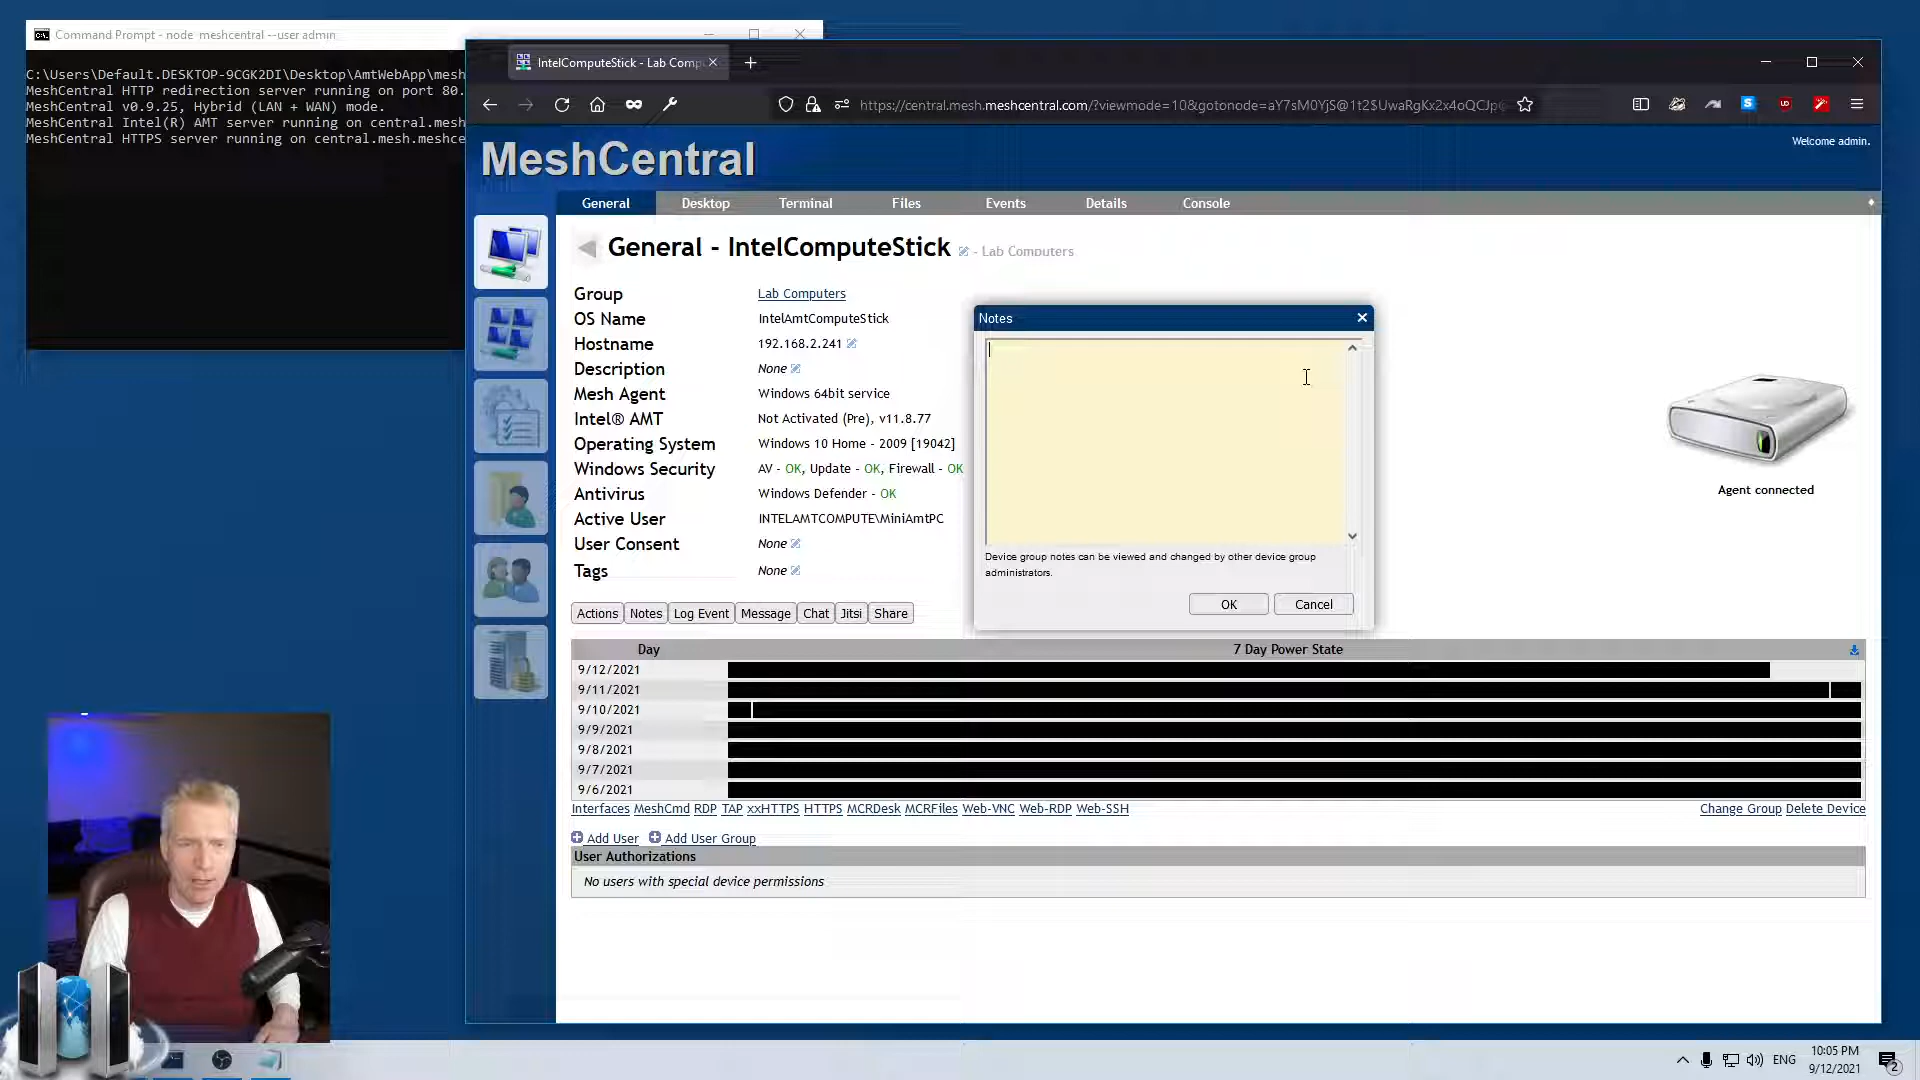 Command Prompt - node meshcentral --user admin
C:\Users\Default.DESKTOP-9CGK2DI\Desktop\AmtWebApp\mesh
MeshCentral HTTP redirection server running on port 80.
MeshCentral v0.9.25, Hybrid (LAN + WAN) mode.
MeshCentral Intel(R) AMT server running on central.mesh
MeshCentral HTTPS server running on central.mesh.meshce
IntelComputeStick - Lab Comp
https://central.mesh.meshcentral.com/?viewmode=10&gotonode=aY7sM0YjS@1t2SUwaRgKx2x4oQCJp
MeshCentral
Welcome admin.
General Desktop Terminal Files Events Details Console
General - IntelComputeStick - Lab Computers
Group Lab Computers
OS Name IntelAmtComputeStick
Hostname 192.168.2.241
Description None
Mesh Agent Windows 64bit service
Intel® AMT Not Activated (Pre), v11.8.77
Operating System Windows 10 Home - 2009 [19042]
Windows Security AV - OK, Update - OK, Firewall - OK
Antivirus Windows Defender - OK
Active User INTELAMTCOMPUTE\MiniAmtPC
User Consent None
Tags None
Notes
Device group notes can be viewed and changed by other device group
administrators.
OK Cancel
Agent connected
Actions Notes Log Event Message Chat Jitsi Share
Day 7 Day Power State
9/12/2021
9/11/2021
9/10/2021
9/9/2021
9/8/2021
9/7/2021
9/6/2021
Interfaces MeshCmd RDP TAP xxHTTPS HTTPS MCRDesk MCRFiles Web-VNC Web-RDP Web-SSH Change Group Delete Device
Add User Add User Group
User Authorizations
No users with special device permissions
ENG
10:05 PM
9/12/2021
2